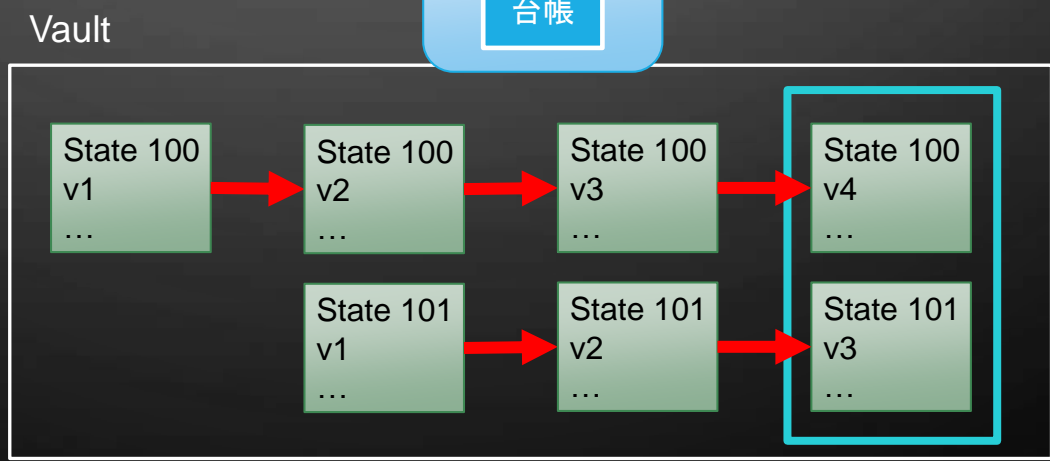 台帳
Vault
State 100
v1
…
State 100
v2
…
State 100
v3
…
State 100
v4
…
State 101
v1
…
State 101
v2
…
State 101
v3
…